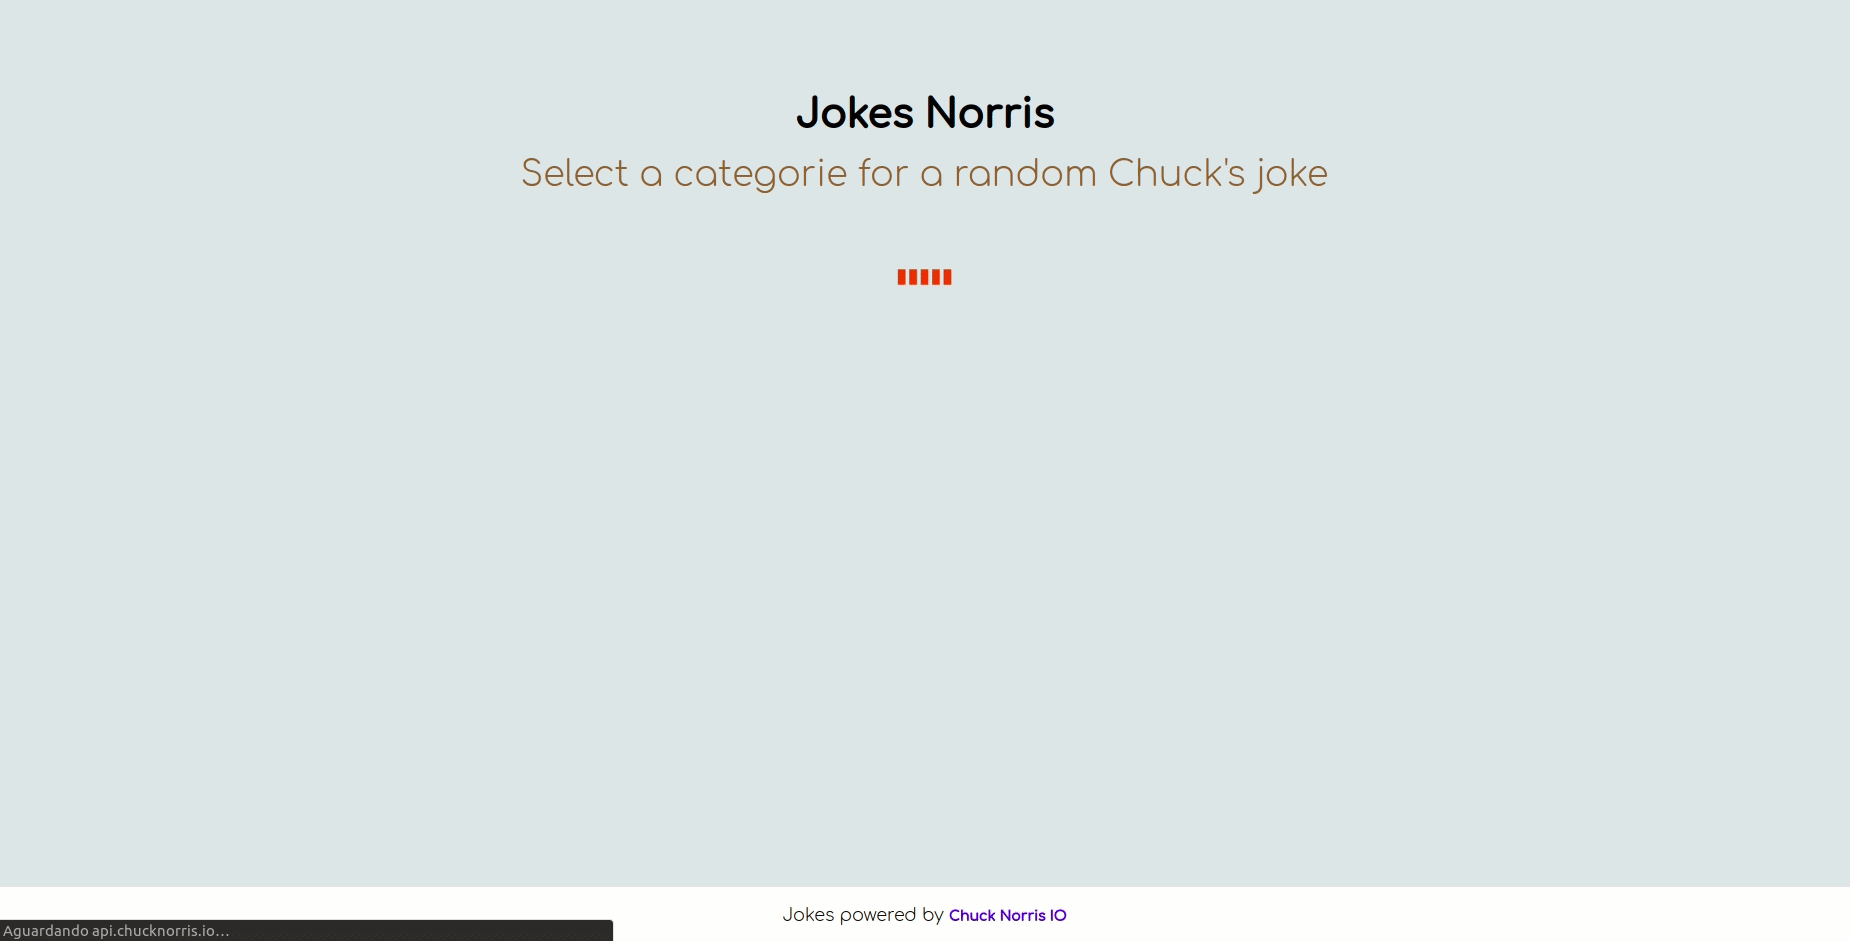 Jokes Norris
Select a categorie for a random Chuck's joke
Jokes powered by Chuck Norris IO
Aguardando api.chucknorris.io...